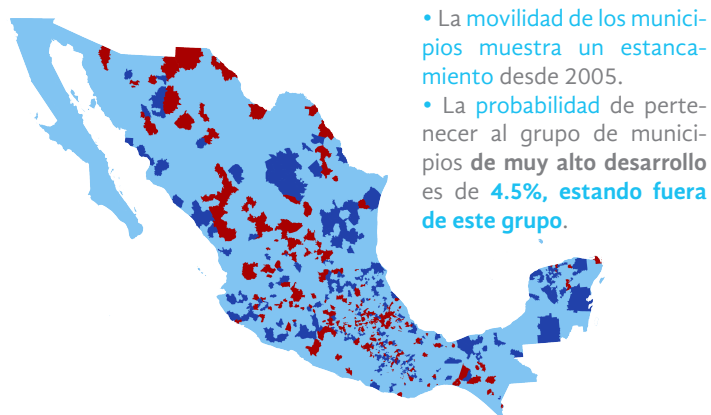 • La movilidad de los munici-
pios muestra un estanca-
miento desde 2005.
• La probabilidad de perte-
necer al grupo de munici-
pios de muy alto desarrollo
es de 4.5%, estando fuera
de este grupo.